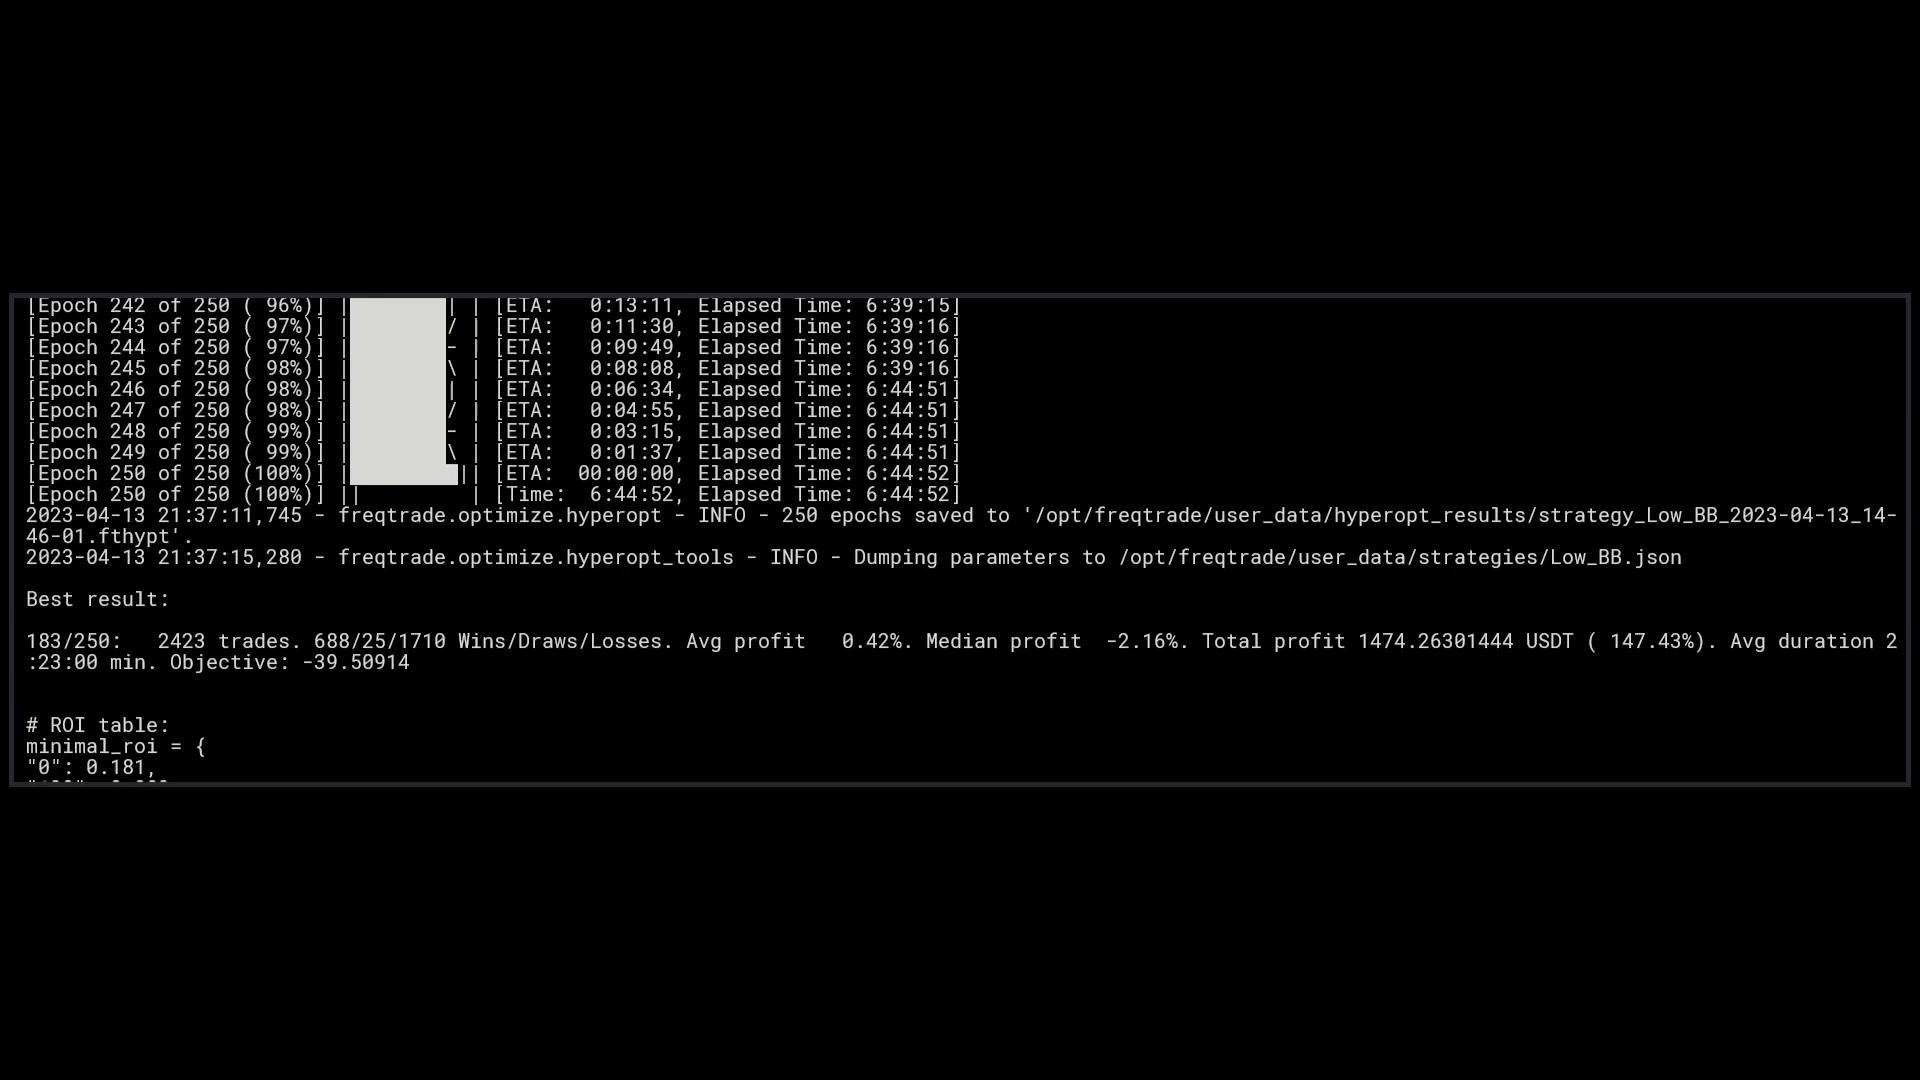 [Epoch 242 of 250 ( 96%)] |█████████| | [ETA:   0:13:11, Elapsed Time: 6:39:15]
[Epoch 243 of 250 ( 97%)] |████████/ | [ETA:   0:11:30, Elapsed Time: 6:39:16]
[Epoch 244 of 250 ( 97%)] |████████- | [ETA:   0:09:49, Elapsed Time: 6:39:16]
[Epoch 245 of 250 ( 98%)] |████████\ | [ETA:   0:08:08, Elapsed Time: 6:39:16]
[Epoch 246 of 250 ( 98%)] |████████| | [ETA:   0:06:34, Elapsed Time: 6:44:51]
[Epoch 247 of 250 ( 98%)] |████████/ | [ETA:   0:04:55, Elapsed Time: 6:44:51]
[Epoch 248 of 250 ( 99%)] |████████- | [ETA:   0:03:15, Elapsed Time: 6:44:51]
[Epoch 249 of 250 ( 99%)] |████████\ | [ETA:   0:01:37, Elapsed Time: 6:44:51]
[Epoch 250 of 250 (100%)] |█████████|| [ETA:  00:00:00, Elapsed Time: 6:44:52]
[Epoch 250 of 250 (100%)] ||         | [Time:  6:44:52, Elapsed Time: 6:44:52]
2023-04-13 21:37:11,745 - freqtrade.optimize.hyperopt - INFO - 250 epochs saved to '/opt/freqtrade/user_data/hyperopt_results/strategy_Low_BB_2023-04-13_14-
46-01.fthypt'.
2023-04-13 21:37:15,280 - freqtrade.optimize.hyperopt_tools - INFO - Dumping parameters to /opt/freqtrade/user_data/strategies/Low_BB.json
Best result:
183/250:   2423 trades. 688/25/1710 Wins/Draws/Losses. Avg profit   0.42%. Median profit  -2.16%. Total profit 1474.26301444 USDT ( 147.43%). Avg duration 2
:23:00 min. Objective: -39.50914
# ROI table:
minimal_roi = {
"0": 0.181,